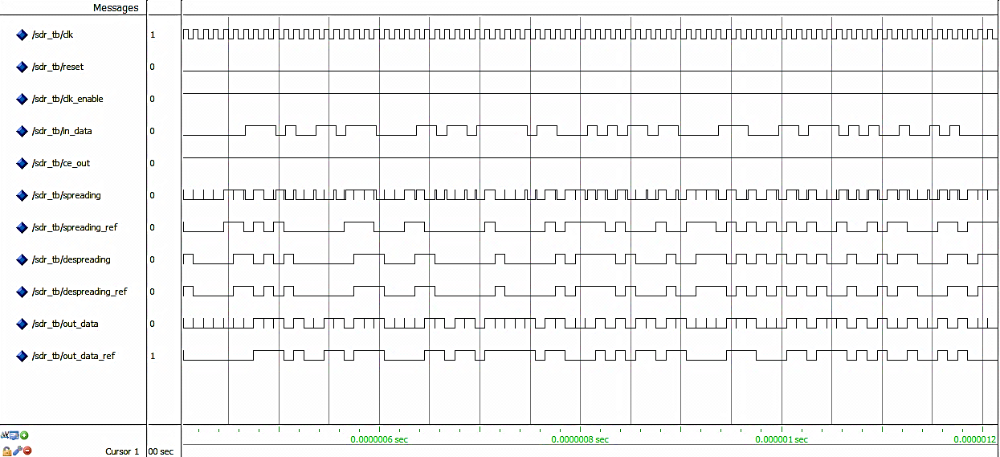 Messages
/sdr_tb/clk 1
/sdr_tb/reset 0
/sdr_tb/clk_enable 0
/sdr_tb/in_data 0
/sdr_tb/ce_out 0
/sdr_tb/spreading 0
/sdr_tb/spreading_ref 0
/sdr_tb/despreading 0
/sdr_tb/despreading_ref 0
/sdr_tb/out_data 0
/sdr_tb/out_data_ref 1
0.0000006 sec 0.0000008 sec 0.000001 sec 0.0000012
Cursor 1 00 sec